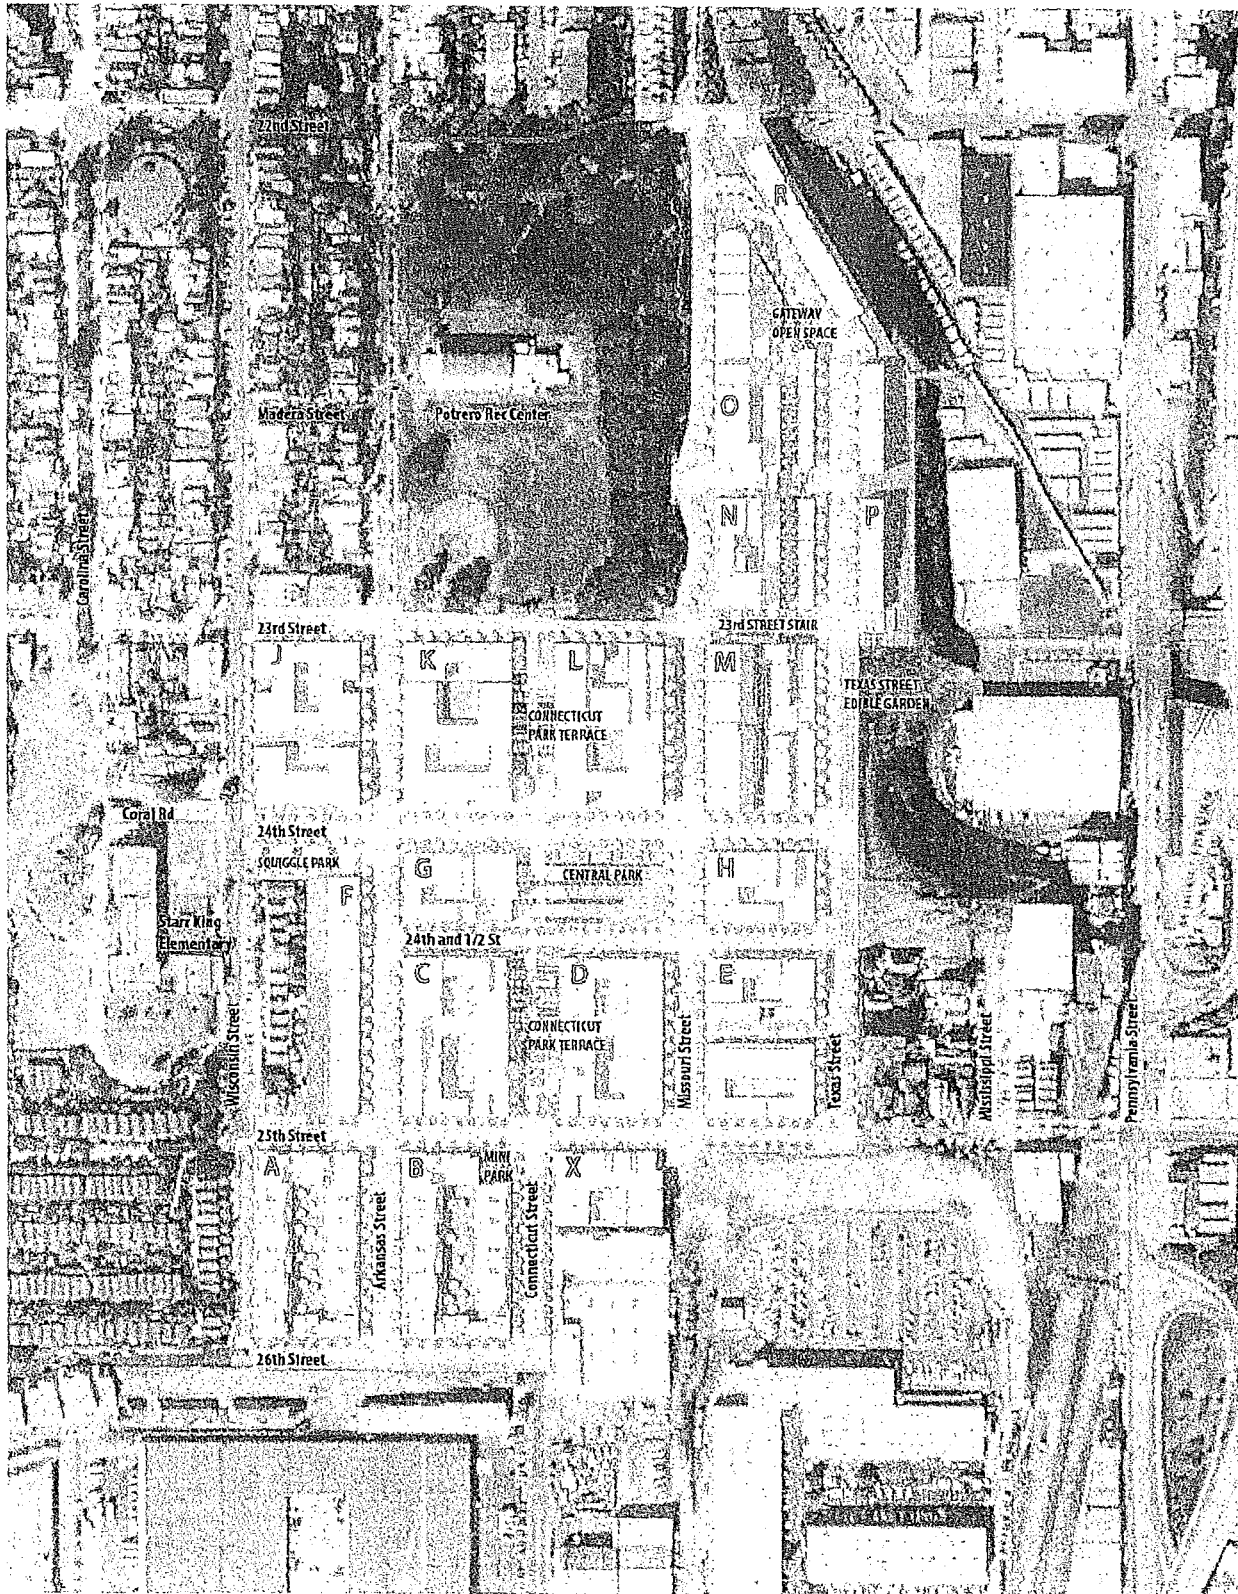 22nd Street
R
GATEWAY
OPEN SPACE
Madera Street
Potrero Rec Center
O
Carolina Street
N
P
23rd Street
23rd STREET STAIR
J
K
L
M
TEXAS STREET
EDIBLE GARDEN
CONNECTICUT
PARK TERRACE
Coral Rd
24th Street
SQUIGGLE PARK
G
CENTRAL PARK
H
F
Starr King
Elementary
24th and 1/2 St
C
D
E
CONNECTICUT
PARK TERRACE
Wisconsin Street
Missouri Street
Texas Street
Mississippi Street
Pennsylvania Street
25th Street
A
B
MINI
PARK
X
Arkansas Street
Connecticut Street
26th Street